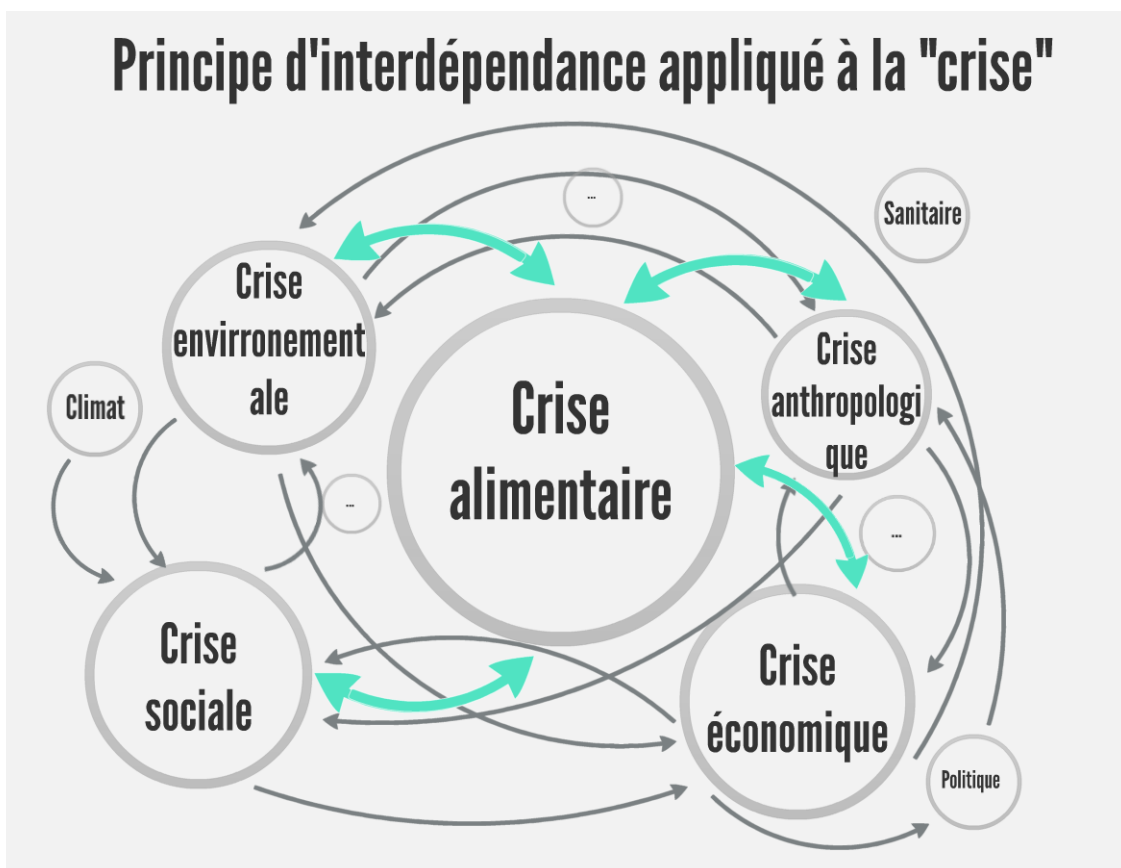 Principe d'interdépendance appliqué à la "crise"
...
Sanitaire
Crise
envirronement
ale
Crise
anthropologi
que
Climat
Crise
alimentaire
...
...
Crise
sociale
Crise
économique
Politique